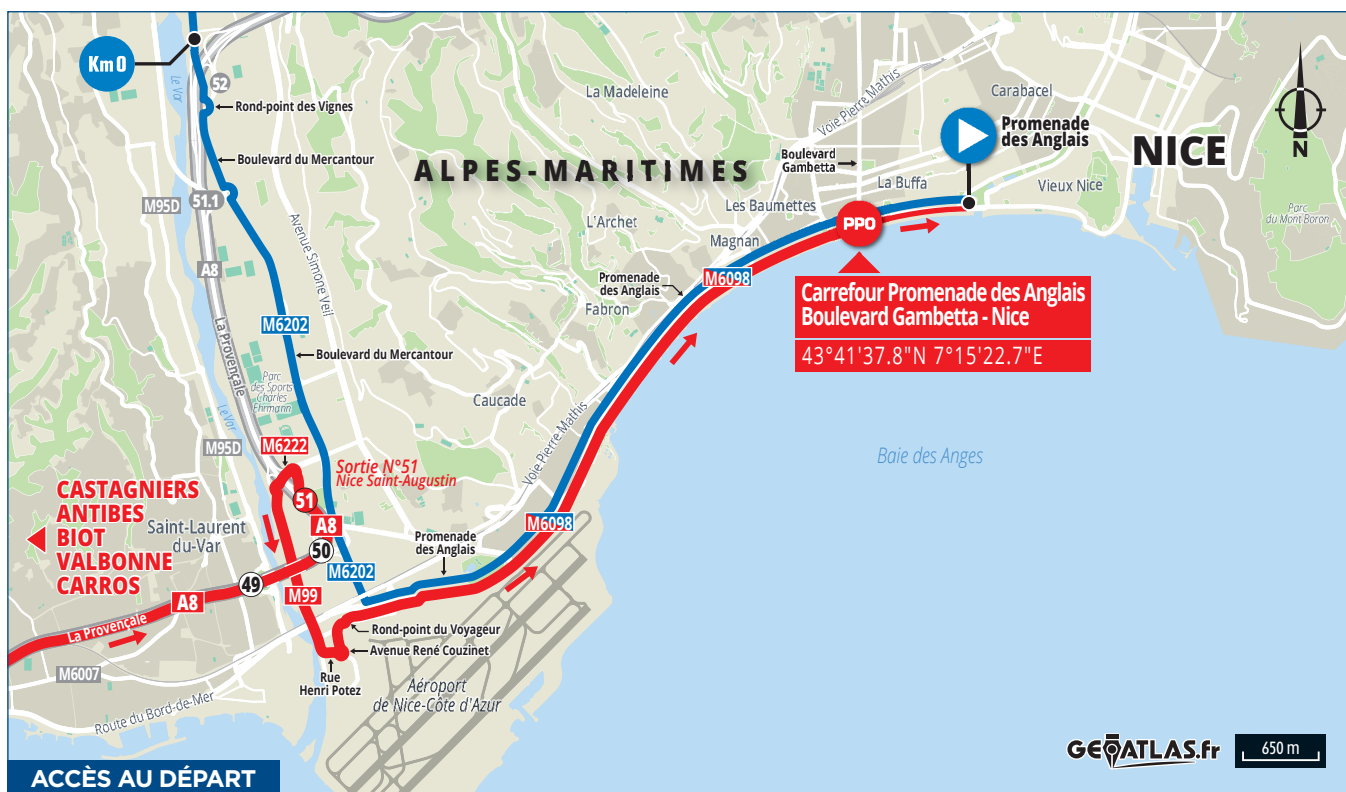 Km0
Le Var
52
Rond-point des Vignes
Boulevard du Mercantour
M95D
51.1
Avenue Simone Veil
A8
La Provençale
M6202
Boulevard du Mercantour
Parc
des Sports
Charles
Ehrmann
Le Var
M95D
M6222
Sortie N°51
Nice Saint-Augustin
51
A8
50
CASTAGNIERS
ANTIBES
BIOT
VALBONNE
CARROS
Saint-Laurent
du-Var
49
A8
La Provençale
M6007
Route du Bord-de-Mer
M99
M6202
Promenade
des Anglais
Rond-point du Voyageur
Avenue René Couzinet
Rue
Henri Potez
Aéroport
de Nice-Côte d'Azur
M6098
Voie Pierre Mathis
Caucade
Fabron
Promenade
des Anglais
M6098
Magnan
L'Archet
Les Baumettes
ALPES-MARITIMES
La Madeleine
Voie Pierre Mathis
Boulevard
Gambetta
La Buffa
Carabacel
Promenade
des Anglais
NICE
Vieux Nice
Parc
du Mont Boron
N
PPO
Carrefour Promenade des Anglais
Boulevard Gambetta - Nice
43°41'37.8"N 7°15'22.7"E
Baie des Anges
GEOATLAS.fr
650 m
ACCÈS AU DÉPART